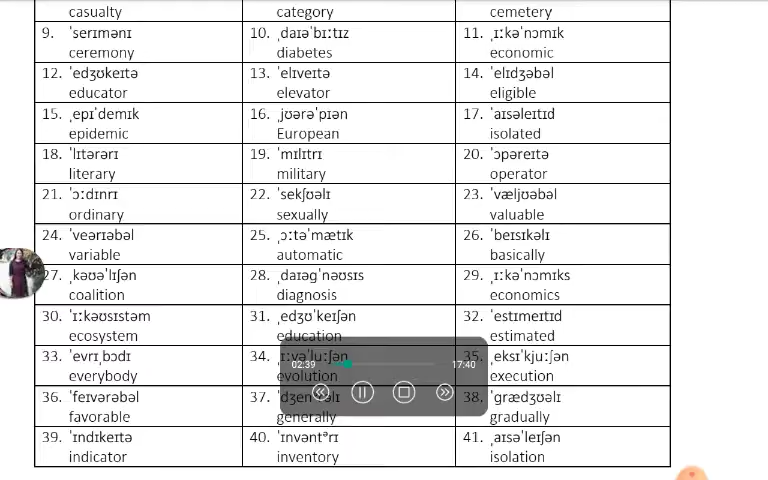 casualty category cemetery
9. ˈserɪmənɪ 10. ˌdaɪəˈbiːtɪz 11. ˌɪːkəˈnɒmɪk
ceremony diabetes economic
12. ˈedʒʊkeɪtə 13. ˈelɪveɪtə 14. ˈelɪdʒəbəl
educator elevator eligible
15. ˌepɪˈdemɪk 16. ˌjʊərəˈpɪən 17. ˈaɪsəleɪtɪd
epidemic European isolated
18. ˈlɪtərərɪ 19. ˈmɪlɪtrɪ 20. ˈɒpəreɪtə
literary military operator
21. ˈɔːdɪnrɪ 22. ˈsekʃʊəlɪ 23. ˈvæljʊəbəl
ordinary sexually valuable
24. ˈveərɪəbəl 25. ˌɔːtəˈmætɪk 26. ˈbeɪsɪkəlɪ
variable automatic basically
27. ˌkəʊəˈlɪʃən 28. ˌdaɪəgˈnəʊsɪs 29. ˌɪːkəˈnɒmɪks
coalition diagnosis economics
30. ˈɪːkəʊsɪstəm 31. ˌedʒʊˈkeɪʃən 32. ˈestɪmeɪtɪd
ecosystem education estimated
33. ˈevrɪˌbɒdɪ 34. ˌɪːvəˈluːʃən 35. ˌeksɪˈkjuːʃən
02:39 17:40
everybody evolution execution
36. ˈfeɪvərəbəl 37. 38. ˈgrædʒʊəlɪ
favorable generally gradually
39. ˈɪndɪkeɪtə 40. ˈɪnvəntᵊrɪ 41. ˌaɪsəˈleɪʃən
indicator inventory isolation